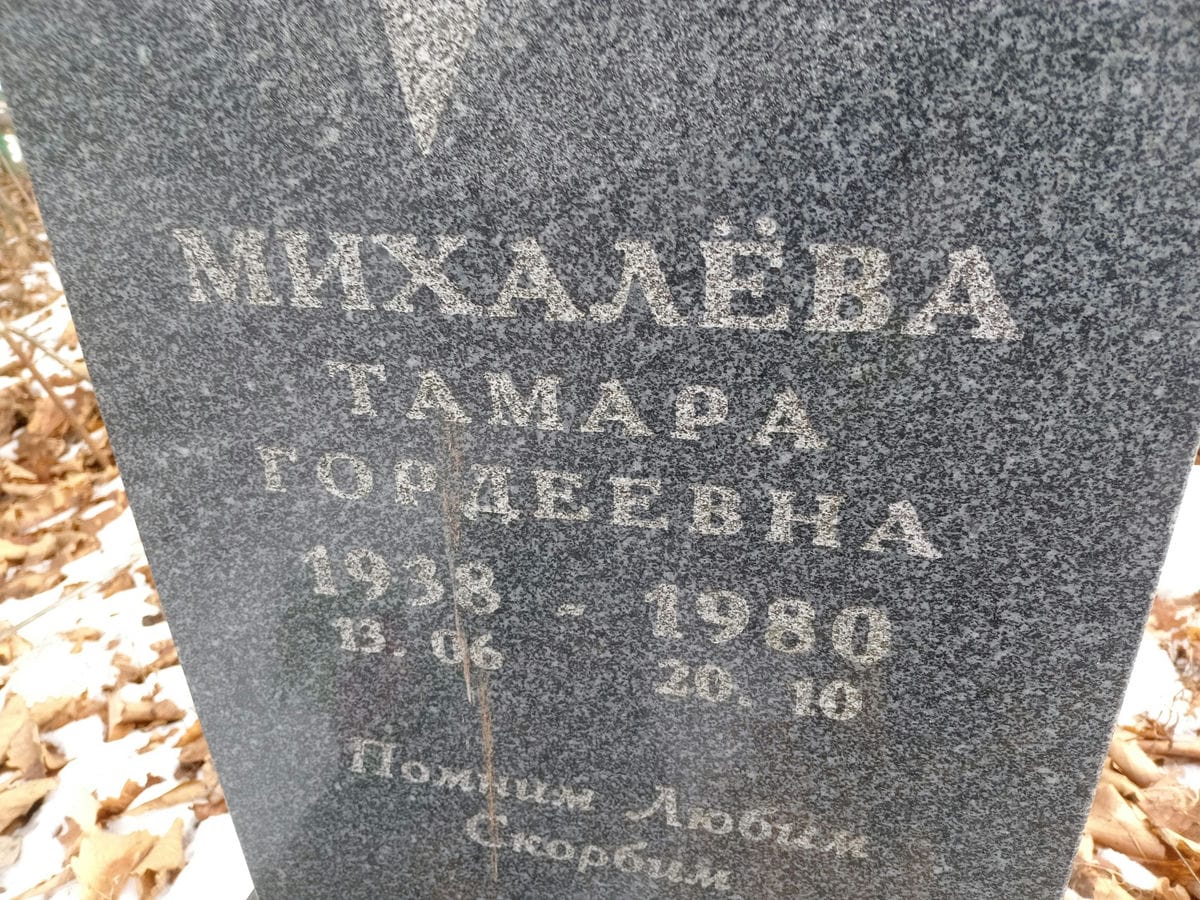 МИХАЛЁВА
ТАМАРА
ГОРДЕЕВНА
1938 - 1980
13. 06 20. 10
Помним Любим
Скорбим